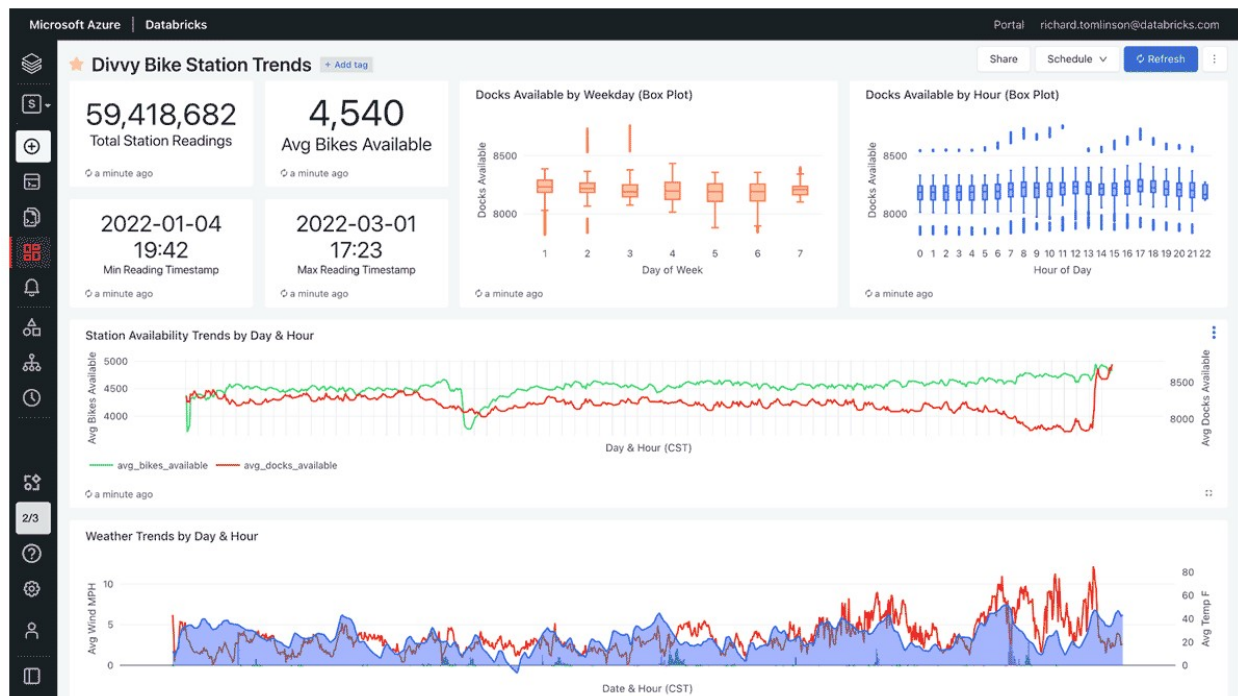 Microsoft Azure | Databricks
Portal richard.tomlinson@databricks.com
Divvy Bike Station Trends + Add tag
Share Schedule Refresh
S
59,418,682
Total Station Readings
a minute ago
4,540
Avg Bikes Available
a minute ago
2022-01-04
19:42
Min Reading Timestamp
a minute ago
2022-03-01
17:23
Max Reading Timestamp
a minute ago
Docks Available by Weekday (Box Plot)
Docks Available
8500
8000
1 2 3 4 5 6 7
Day of Week
a minute ago
Docks Available by Hour (Box Plot)
Docks Available
8500
8000
0 1 2 3 4 5 6 7 8 9 10 11 12 13 14 15 16 17 18 19 20 21 22
Hour of Day
a minute ago
Station Availability Trends by Day & Hour
Avg Bikes Available
5000
4500
4000
8500
8000
Avg Docks Available
Day & Hour (CST)
avg_bikes_available avg_docks_available
a minute ago
2/3
Weather Trends by Day & Hour
Avg Wind MPH
10
5
0
80
60
40
20
0
Avg Temp F
Date & Hour (CST)